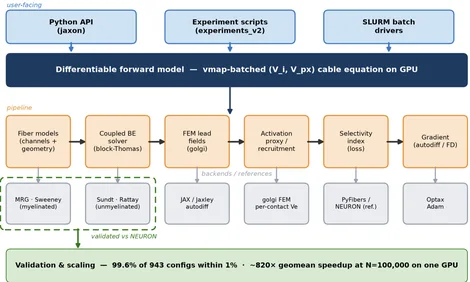 user-facing
Python API
(jaxon)
Experiment scripts
(experiments_v2)
SLURM batch
drivers
Differentiable forward model — vmap-batched (V_i, V_px) cable equation on GPU
pipeline
Fiber models
(channels +
geometry)
Coupled BE
solver
(block-Thomas)
FEM lead
fields
(golgi)
Activation
proxy /
recruitment
Selectivity
index
(loss)
Gradient
(autodiff / FD)
backends / references
MRG · Sweeney
(myelinated)
Sundt · Rattay
(unmyelinated)
JAX / Jaxley
autodiff
golgi FEM
per-contact Ve
PyFibers /
NEURON (ref.)
Optax
Adam
validated vs NEURON
Validation & scaling — 99.6% of 943 configs within 1% · ~820× geomean speedup at N=100,000 on one GPU